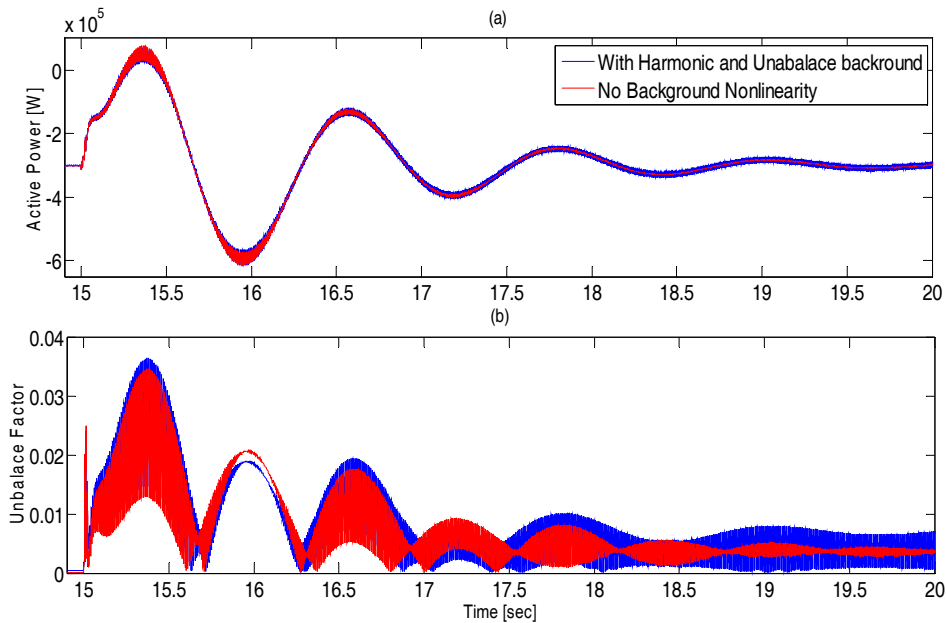 (a)
x 10^5
0
-2
-4
-6
Active Power [W]
With Harmonic and Unabalace backround
No Background Nonlinearity
15 15.5 16 16.5 17 17.5 18 18.5 19 19.5 20
(b)
0.04
0.03
0.02
0.01
0
Unbalace Factor
15 15.5 16 16.5 17 17.5 18 18.5 19 19.5 20
Time [sec]